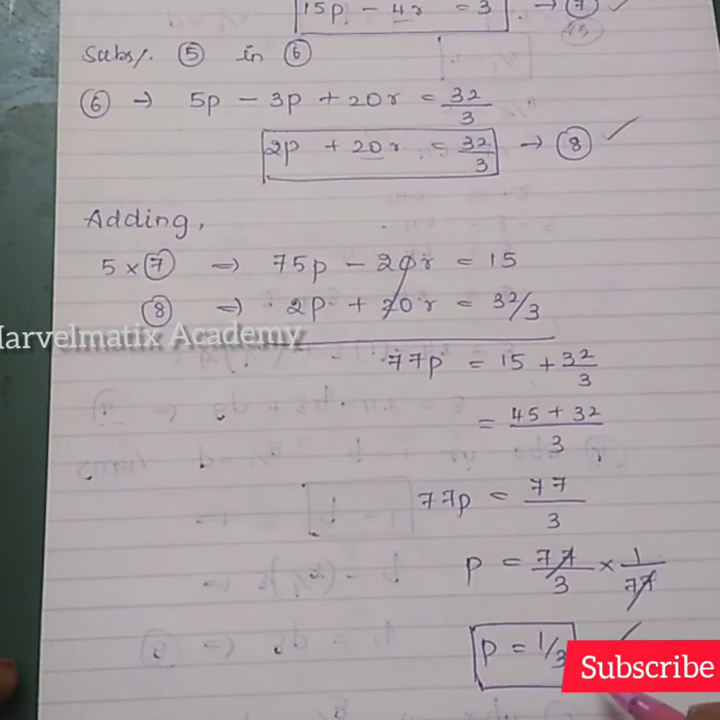 15p - 4r = 3 → ⑦ ✓
Subs/. ⑤ in ⑥
⑥ → 5p - 3p + 20r = 32/3
2p + 20r = 32/3 → ⑧ ✓
Adding,
5 × ⑦ ⇒ 75p - 20r = 15
⑧ ⇒ 2p + 20r = 32/3
Marvelmatix Academy
77p = 15 + 32/3
= 45 + 32 / 3
77p = 77/3
p = 77/3 × 1/77
p = 1/3 ✓
Subscribe